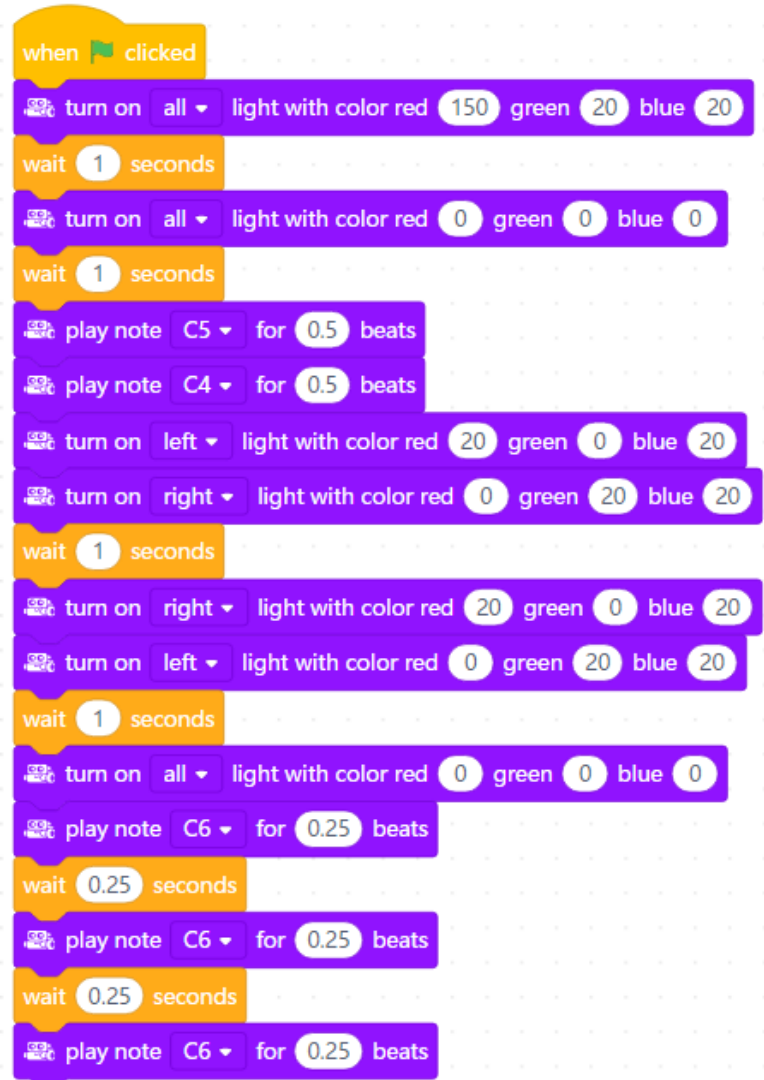 when clicked
turn on all light with color red 150 green 20 blue 20
wait 1 seconds
turn on all light with color red 0 green 0 blue 0
wait 1 seconds
play note C5 for 0.5 beats
play note C4 for 0.5 beats
turn on left light with color red 20 green 0 blue 20
turn on right light with color red 0 green 20 blue 20
wait 1 seconds
turn on right light with color red 20 green 0 blue 20
turn on left light with color red 0 green 20 blue 20
wait 1 seconds
turn on all light with color red 0 green 0 blue 0
play note C6 for 0.25 beats
wait 0.25 seconds
play note C6 for 0.25 beats
wait 0.25 seconds
play note C6 for 0.25 beats